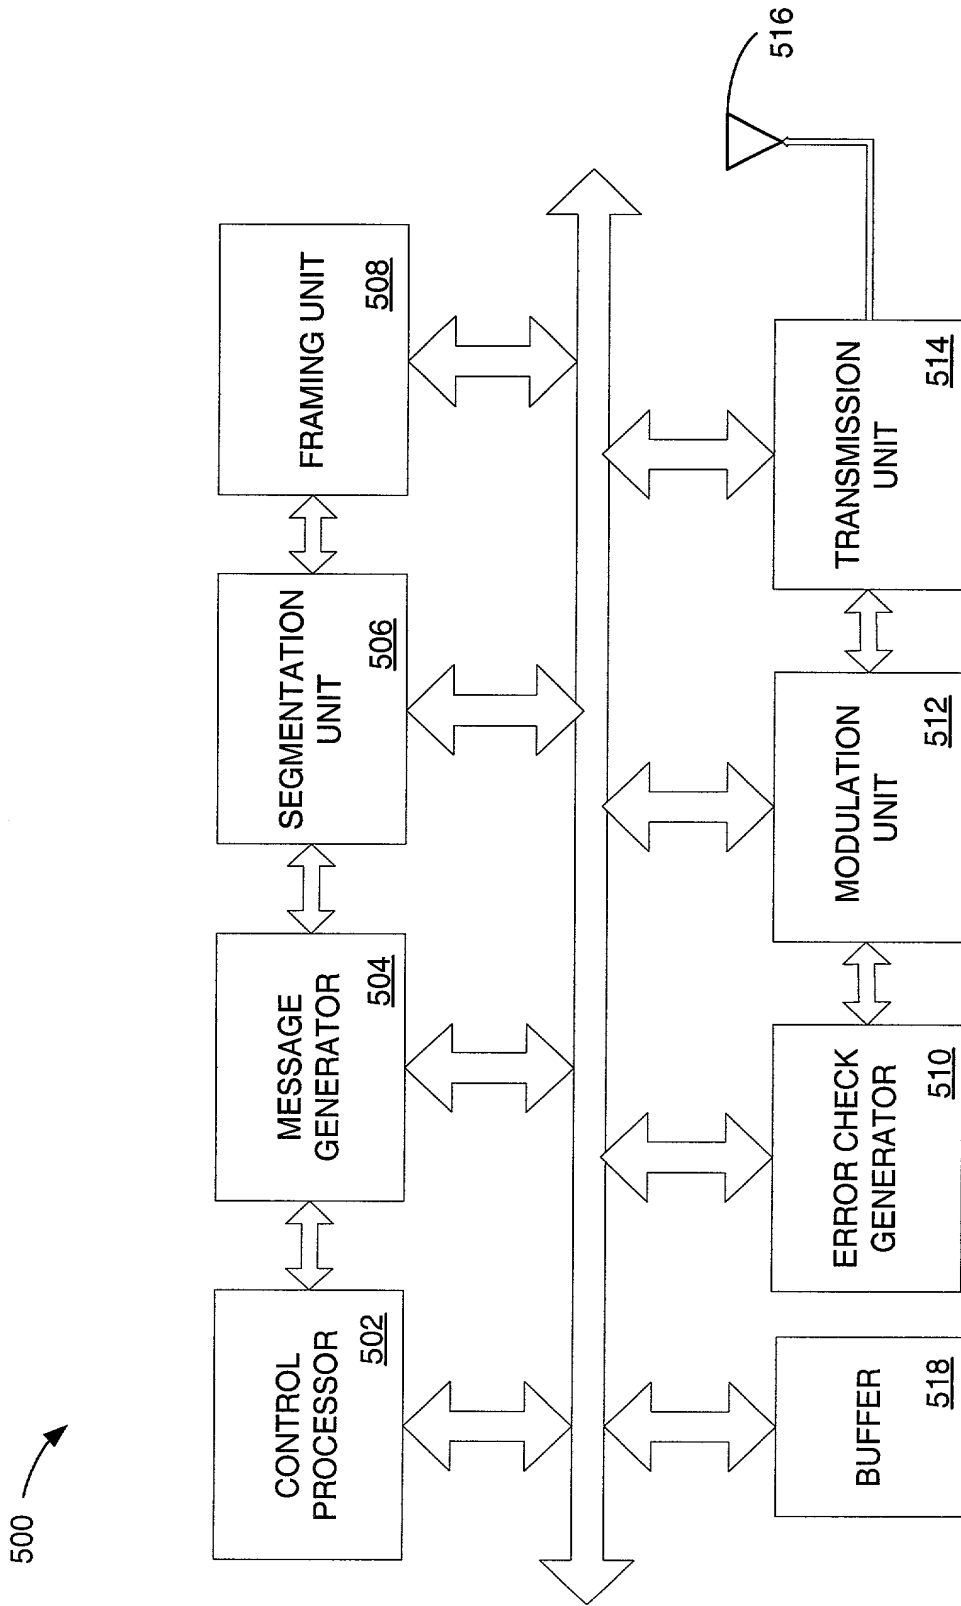 500
CONTROL
PROCESSOR
502
MESSAGE
GENERATOR
504
SEGMENTATION
UNIT
506
FRAMING UNIT
508
BUFFER
518
ERROR CHECK
GENERATOR
510
MODULATION
UNIT
512
TRANSMISSION
UNIT
514
516